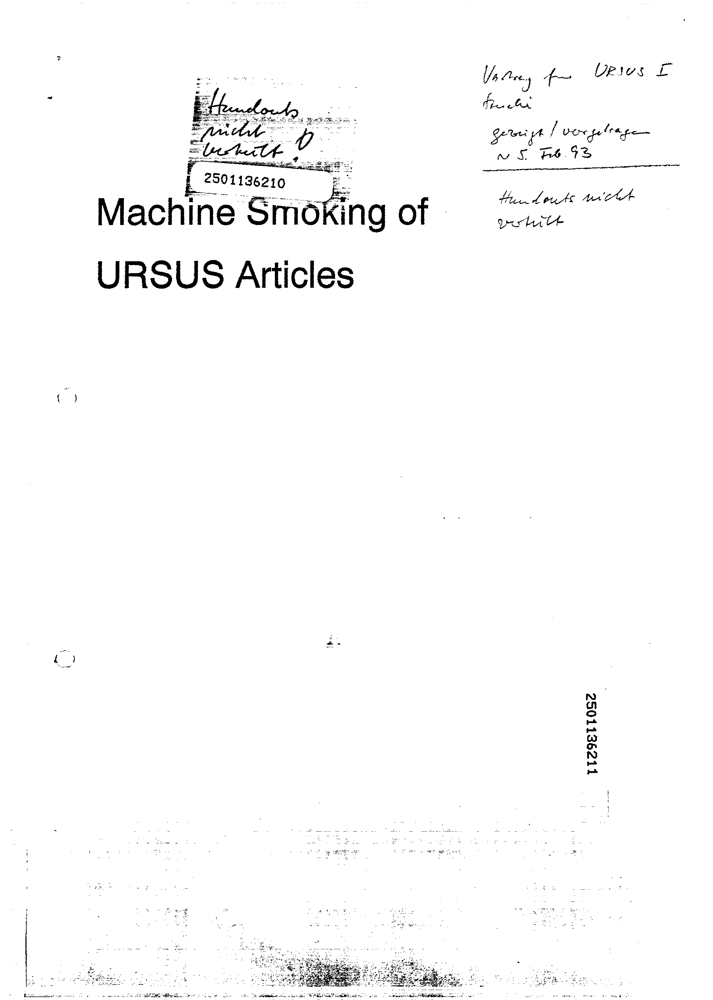 Handouts
nicht
verteilt !
2501136210
Vortrag für URSUS I
gezeigt / vorgetragen
~ 5. Feb. 93
Handouts nicht
verteilt
Machine Smoking of
URSUS Articles
2501136211